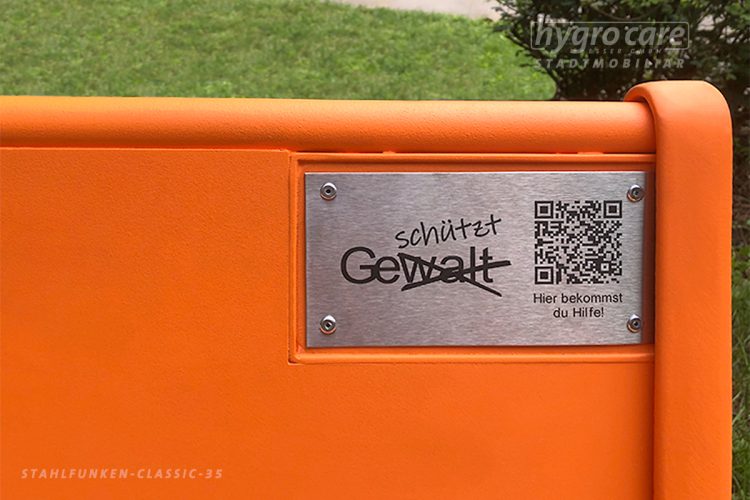 hygro care
STADTMOBILIAR
schützt
Gewalt
Hier bekommst
du Hilfe!
STAHLFUNKEN-CLASSIC-35